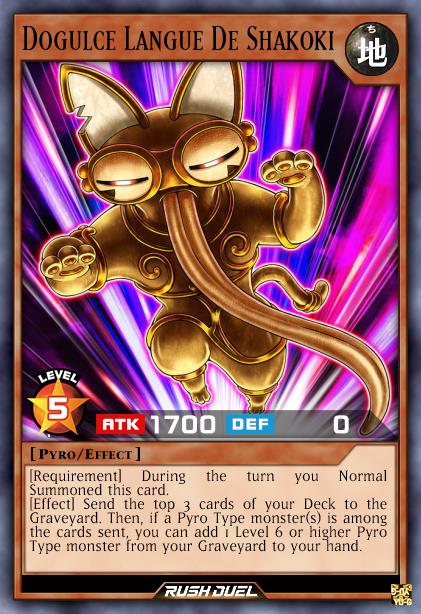 Dogulce Langue De Shakoki
ち
地
LEVEL
5
ATK 1700 DEF 0
[Pyro/Effect]
[Requirement] During the turn you Normal
Summoned this card.
[Effect] Send the top 3 cards of your Deck to the
Graveyard. Then, if a Pyro Type monster(s) is among
the cards sent, you can add 1 Level 6 or higher Pyro
Type monster from your Graveyard to your hand.
RUSH DUEL